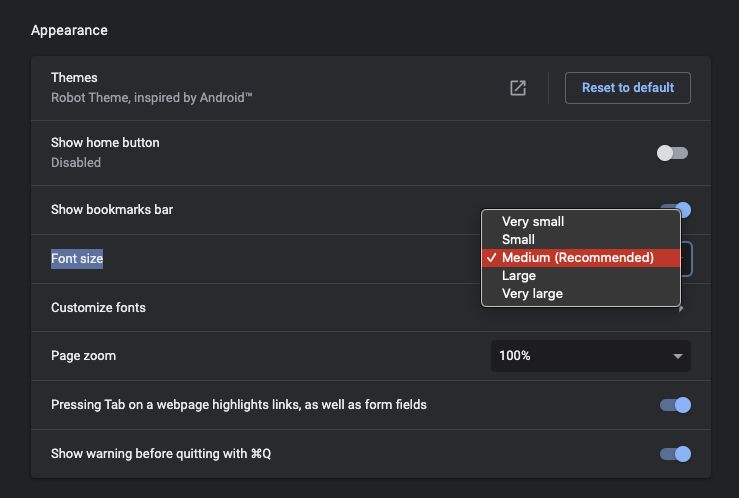 Appearance
Themes
Robot Theme, inspired by Android™
Reset to default
Show home button
Disabled
Show bookmarks bar
Very small
Small
Font size
✓ Medium (Recommended)
Large
Very large
Customize fonts
Page zoom
100%
Pressing Tab on a webpage highlights links, as well as form fields
Show warning before quitting with ⌘Q